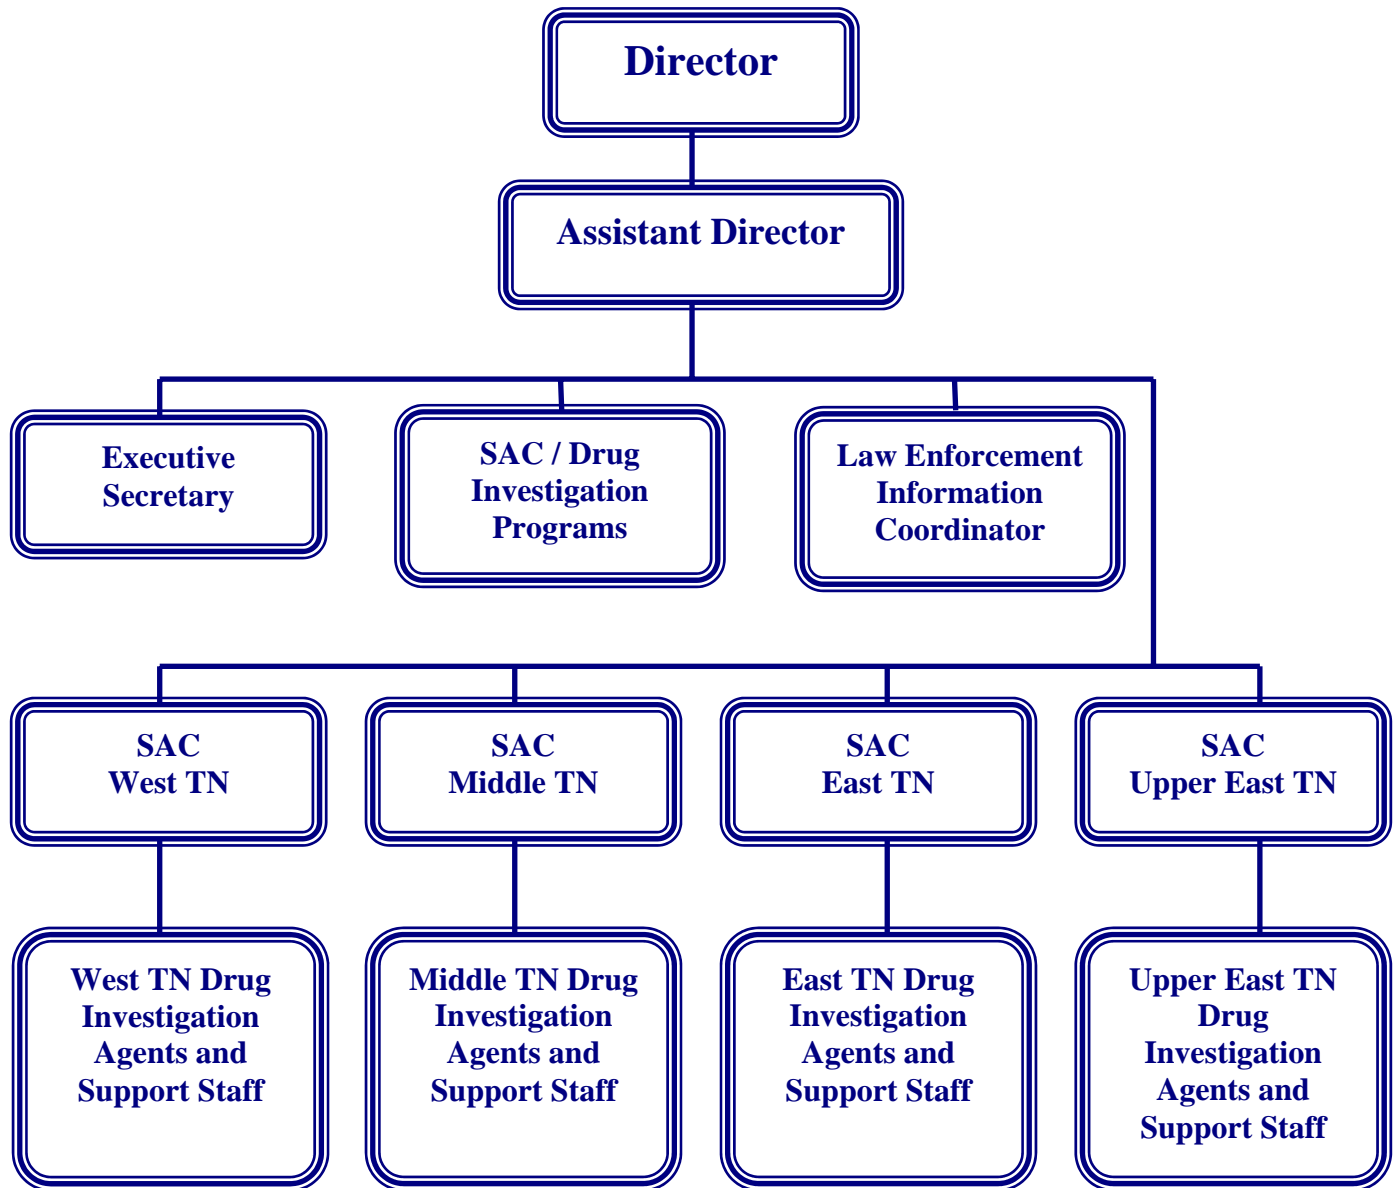 Director
Assistant Director
Executive
Secretary
SAC / Drug
Investigation
Programs
Law Enforcement
Information
Coordinator
SAC
West TN
SAC
Middle TN
SAC
East TN
SAC
Upper East TN
West TN Drug
Investigation
Agents and
Support Staff
Middle TN Drug
Investigation
Agents and
Support Staff
East TN Drug
Investigation
Agents and
Support Staff
Upper East TN
Drug
Investigation
Agents and
Support Staff